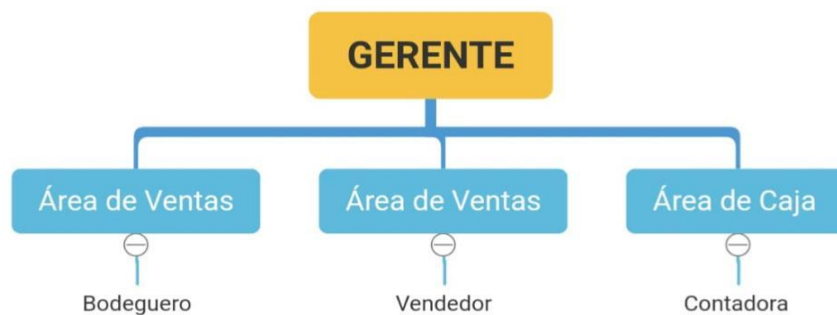 GERENTE
Área de Ventas
Área de Ventas
Área de Caja
Bodeguero
Vendedor
Contadora